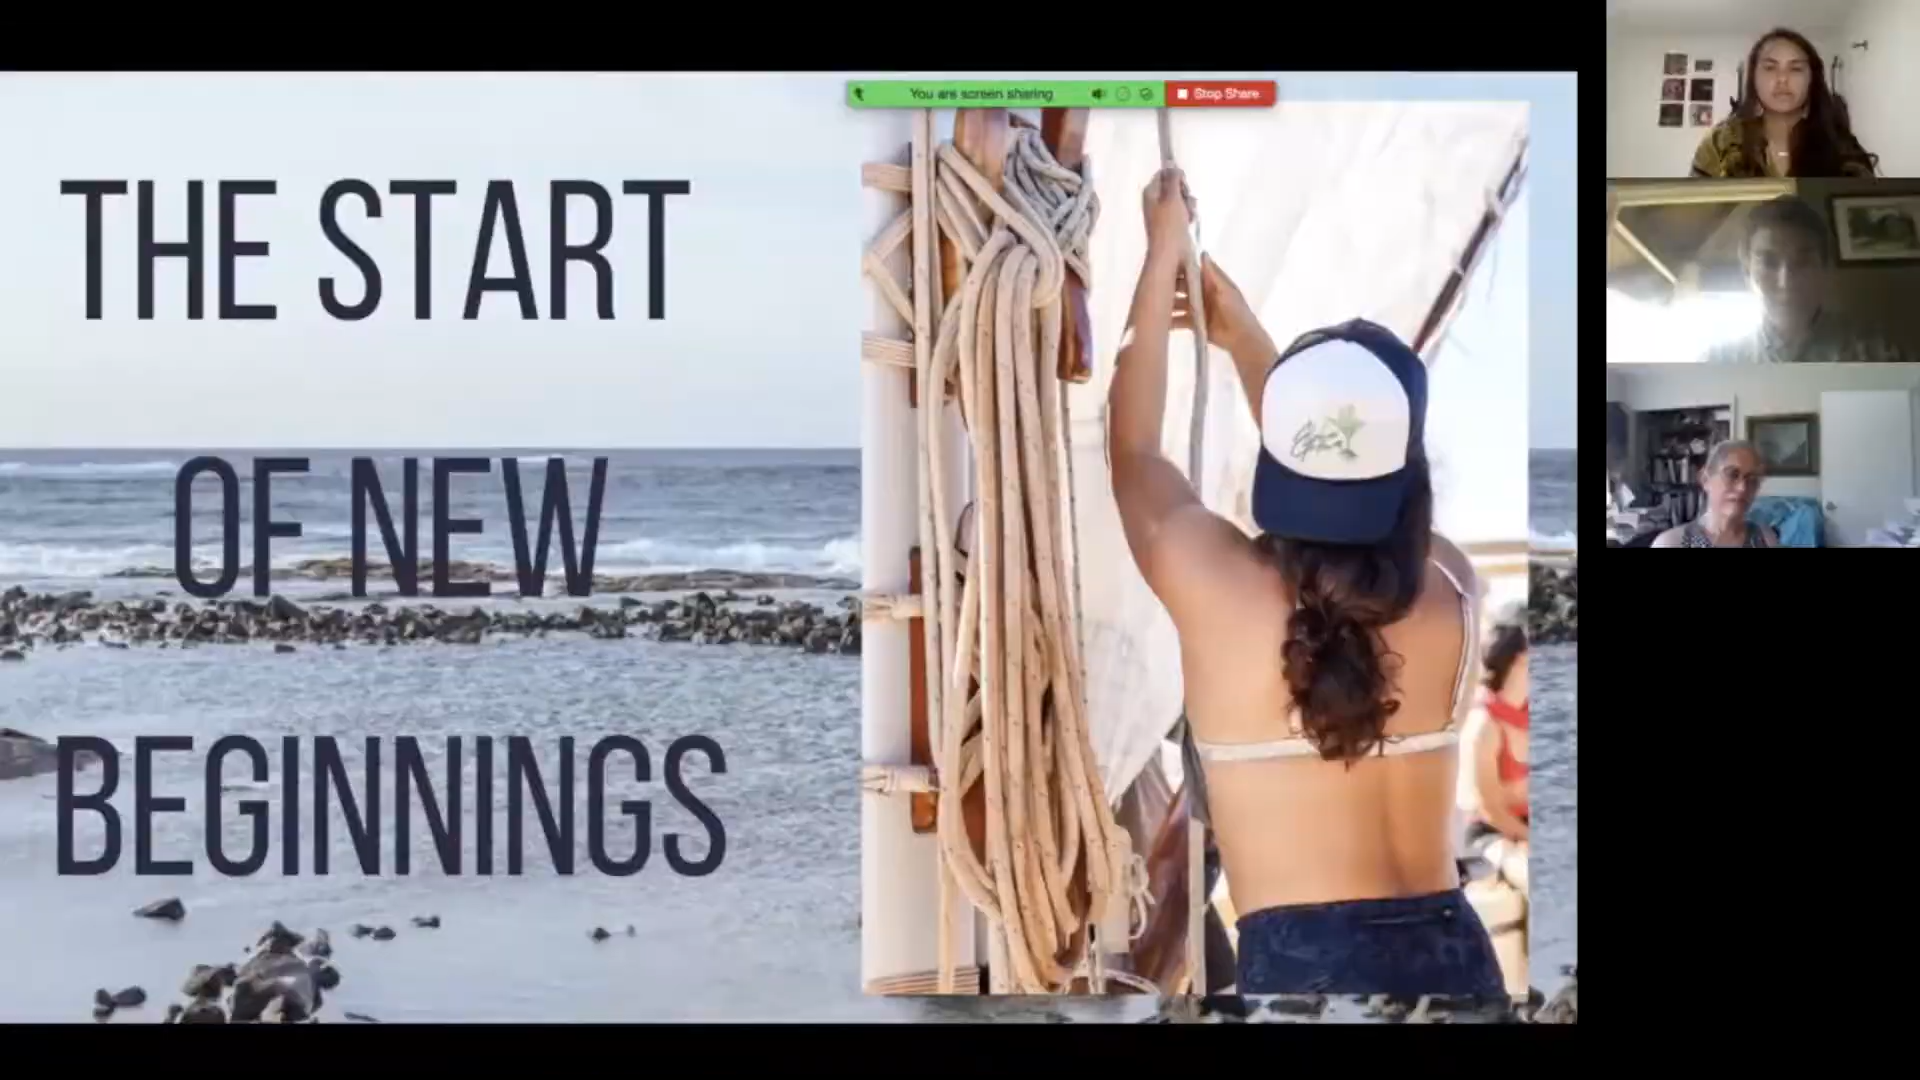 You are screen sharing
Stop Share
THE START
OF NEW
BEGINNINGS